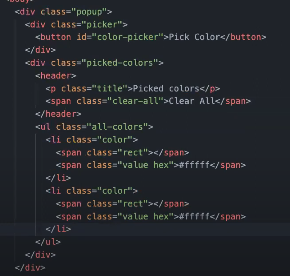 <body>
<div class="popup">
<div class="picker">
<button id="color-picker">Pick Color</button>
</div>
<div class="picked-colors">
<header>
<p class="title">Picked colors</p>
<span class="clear-all">Clear All</span>
</header>
<ul class="all-colors">
<li class="color">
<span class="rect"></span>
<span class="value hex">#fffff</span>
</li>
<li class="color">
<span class="rect"></span>
<span class="value hex">#fffff</span>
</li>
</ul>
</div>
</div>